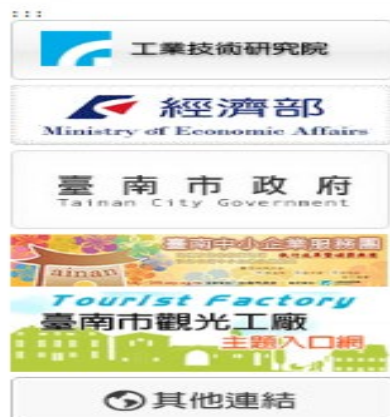 工業技術研究院
經濟部
Ministry of Economic Affairs
臺南市政府
Tainan City Government
臺南中小企業服務團
ainan
Tourist Factory
臺南市觀光工廠
主題入口網
其他連結